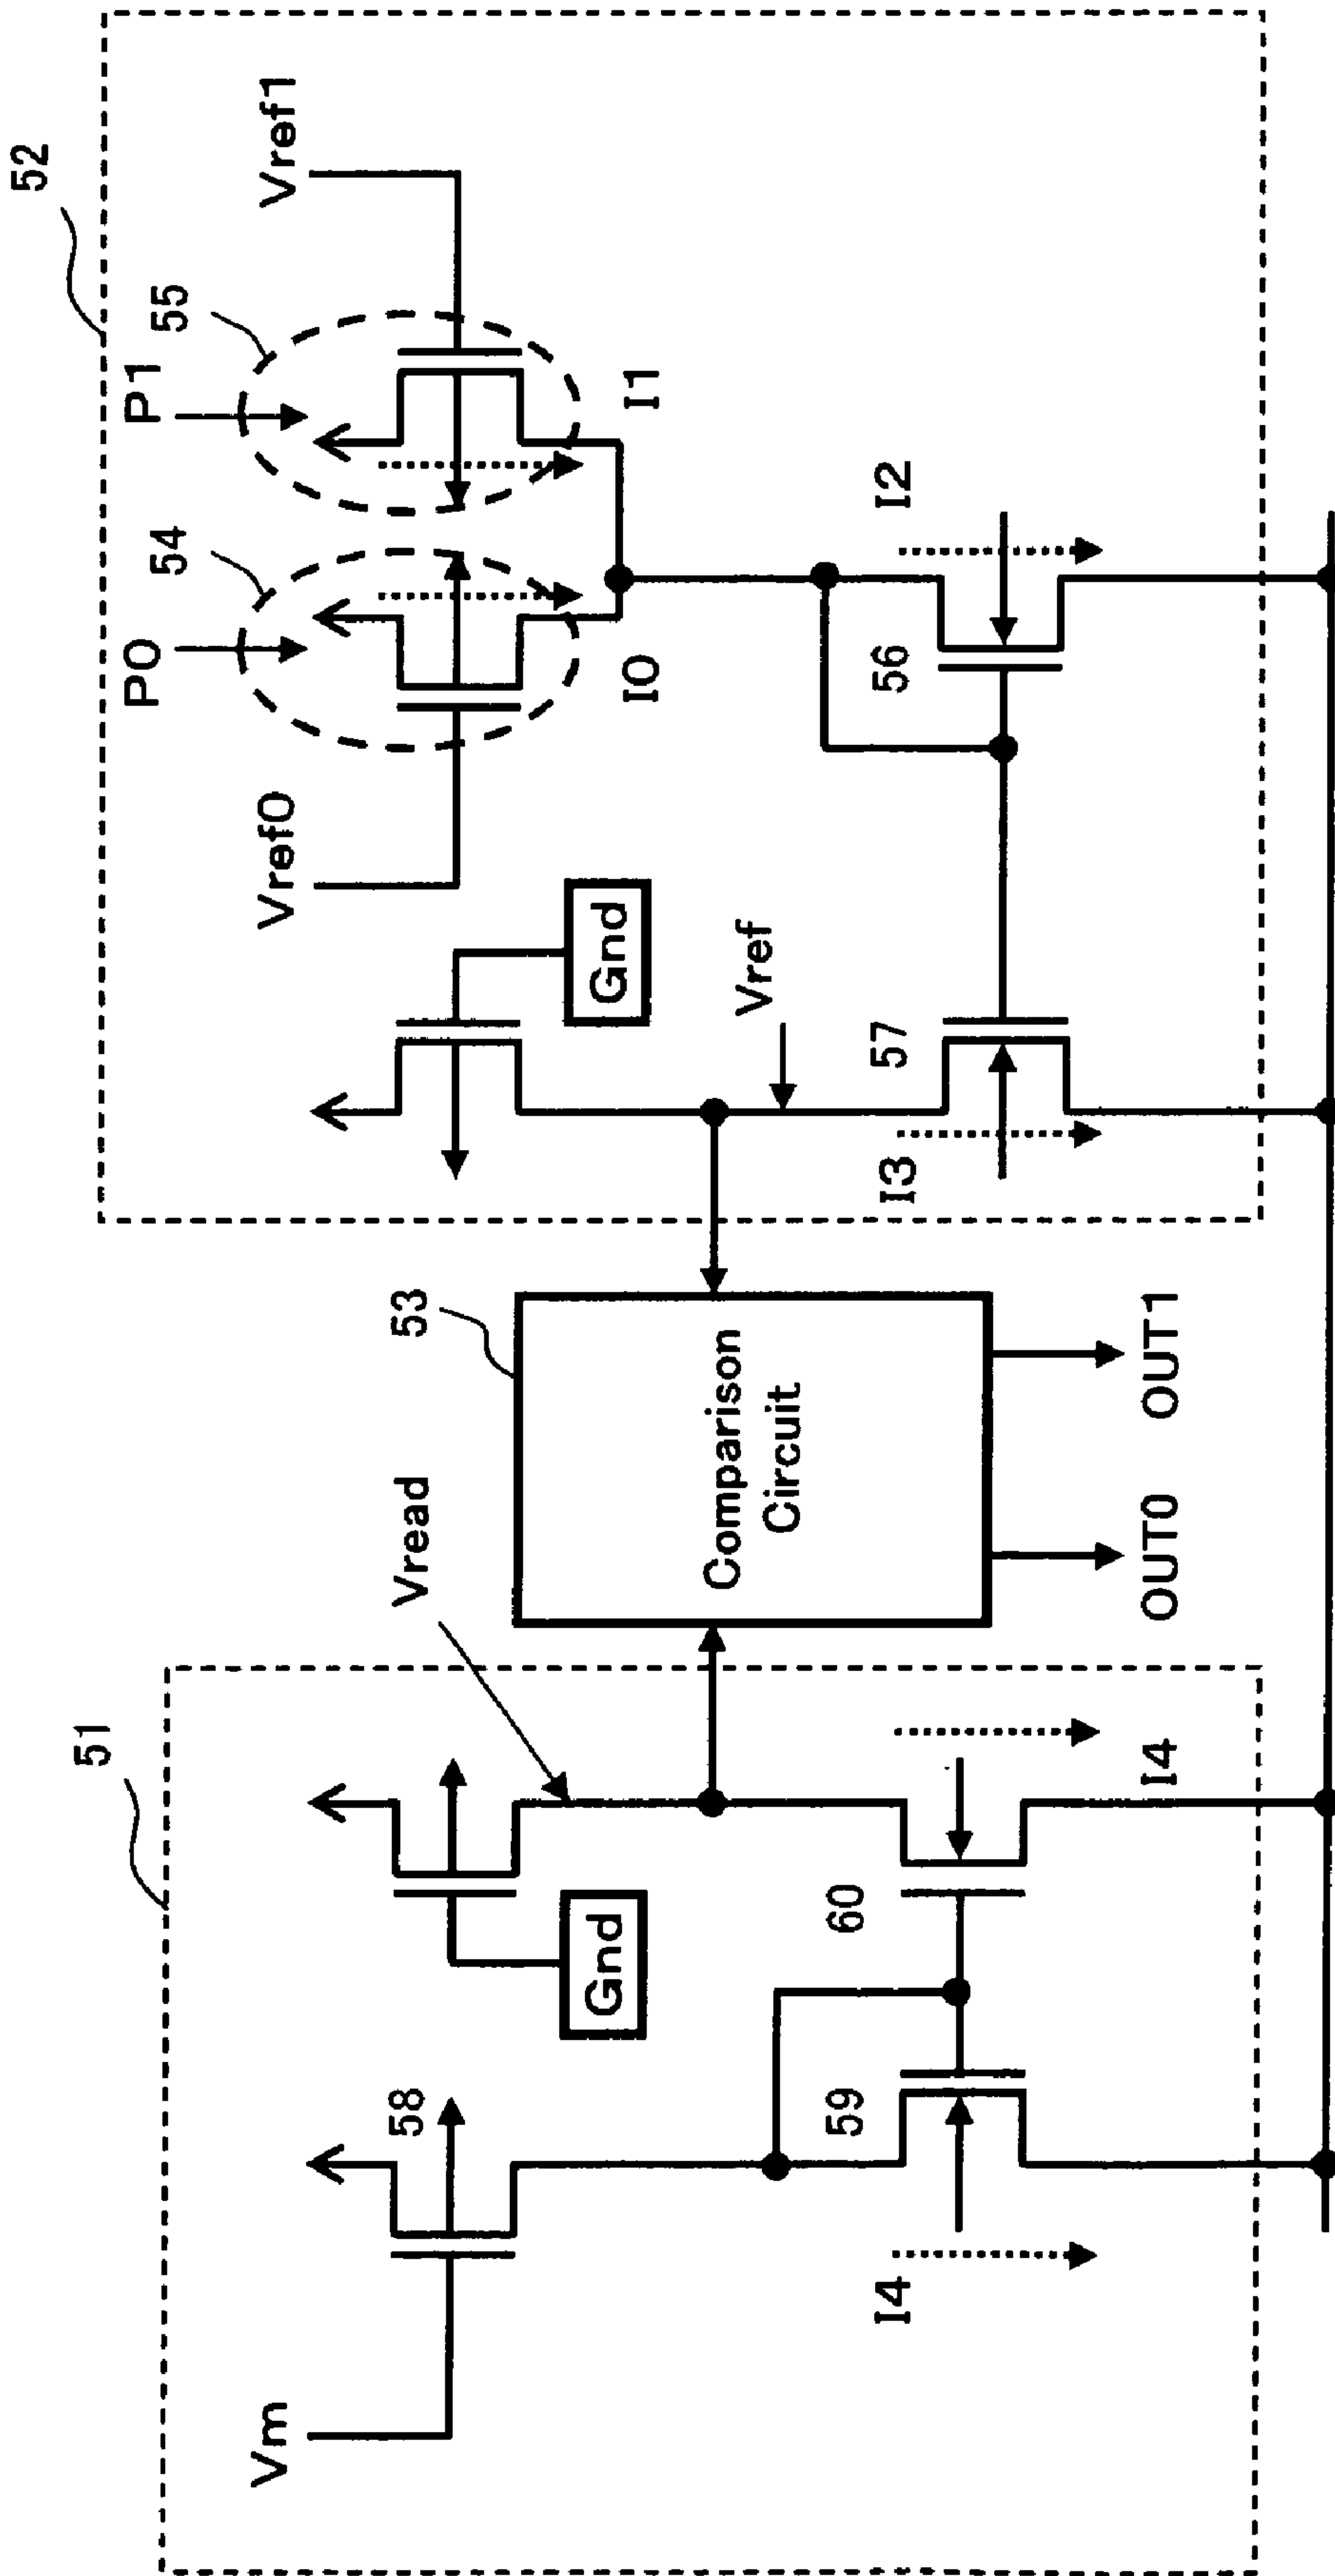 51
52
53
P0
P1
54
55
Vm
58
Vread
Vref0
Vref1
Gnd
Gnd
I0
I1
Comparison
Circuit
Vref
59
60
57
56
I4
I4
I3
I2
OUT0
OUT1